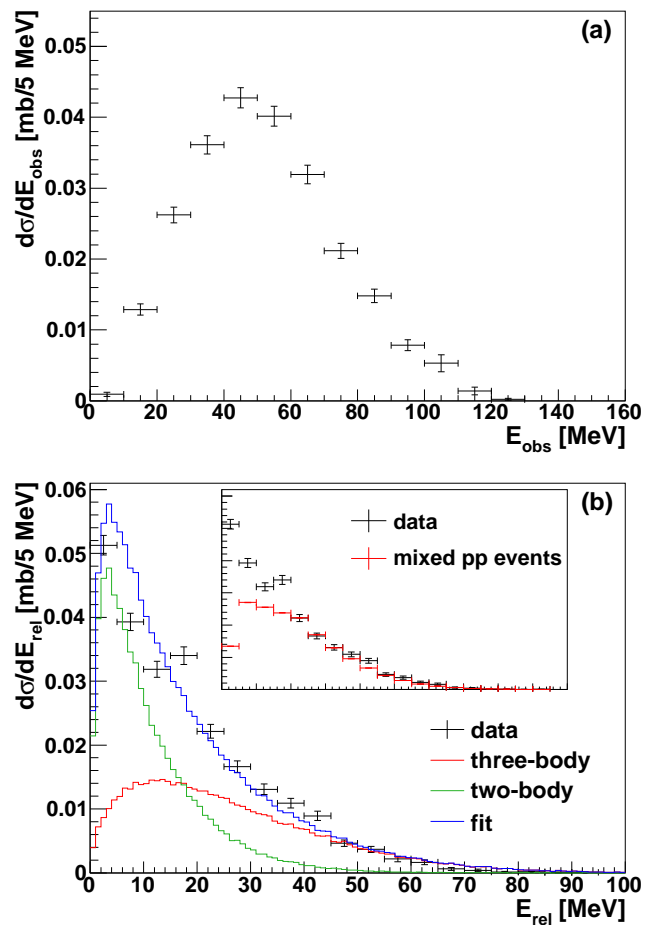 (a)
dσ/dE_obs [mb/5 MeV]
0.05
0.04
0.03
0.02
0.01
0
0 20 40 60 80 100 120 140 160
E_obs [MeV]
(b)
dσ/dE_rel [mb/5 MeV]
0.06
0.05
0.04
0.03
0.02
0.01
0
data
mixed pp events
data
three-body
two-body
fit
0 10 20 30 40 50 60 70 80 90 100
E_rel [MeV]